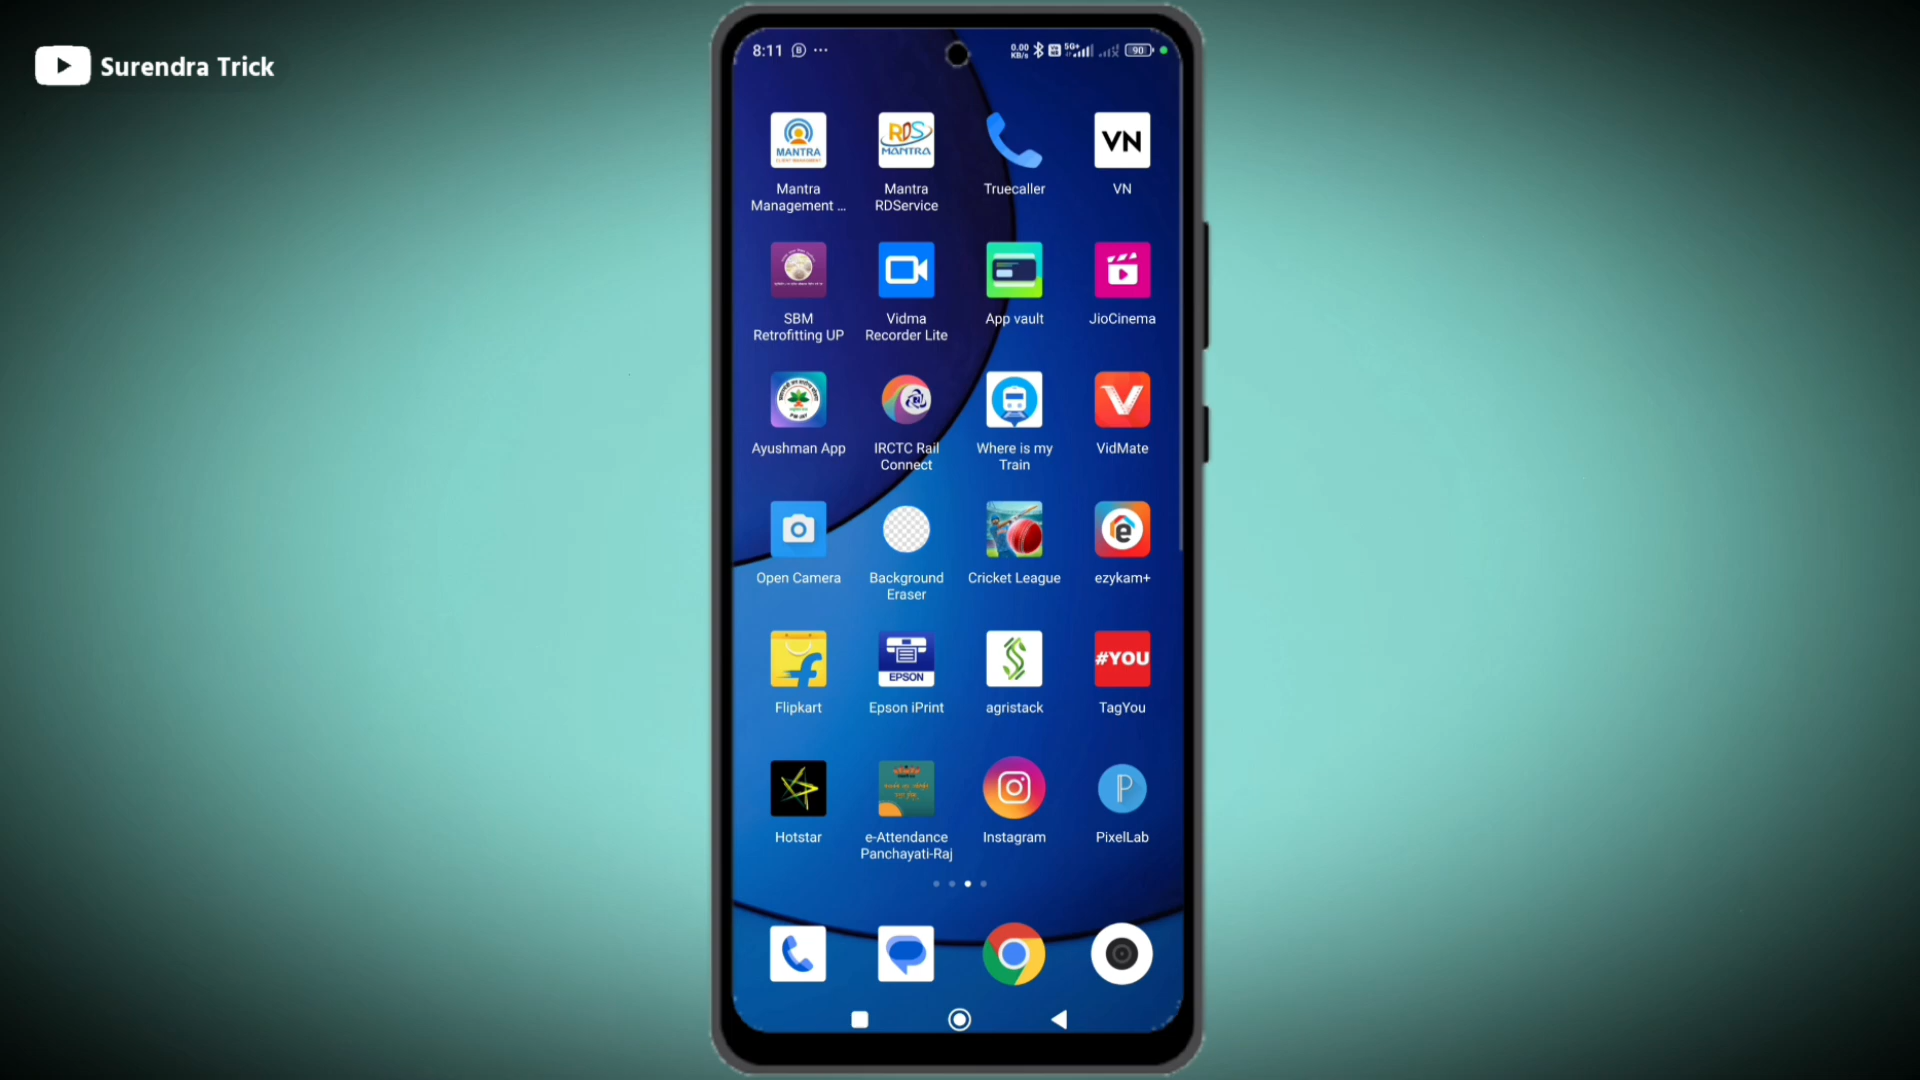 Surendra Trick
8:11
0.00
KB/s
5G+
90
MANTRA
RDS
MANTRA
VN
Mantra
Management ...
Mantra
RDService
Truecaller
VN
SBM
Retrofitting UP
Vidma
Recorder Lite
App vault
JioCinema
PM-JAY
Ayushman App
IRCTC Rail
Connect
Where is my
Train
VidMate
e
Open Camera
Background
Eraser
Cricket League
ezykam+
EPSON
#YOU
Flipkart
Epson iPrint
agristack
TagYou
P
Hotstar
e-Attendance
Panchayati-Raj
Instagram
PixelLab